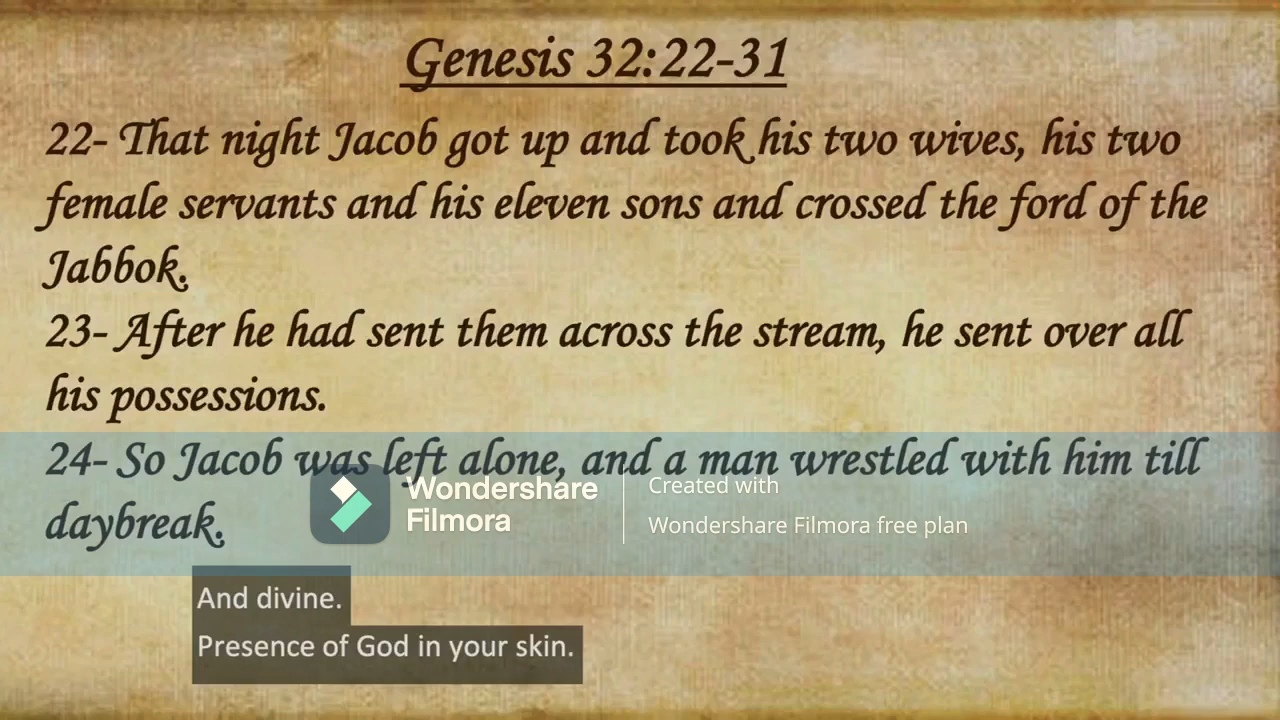 Genesis 32:22-31
22- That night Jacob got up and took his two wives, his two
female servants and his eleven sons and crossed the ford of the
Jabbok.
23- After he had sent them across the stream, he sent over all
his possessions.
24- So Jacob was left alone, and a man wrestled with him till
daybreak.
Wondershare
Filmora
Created with
Wondershare Filmora free plan
And divine.
Presence of God in your skin.